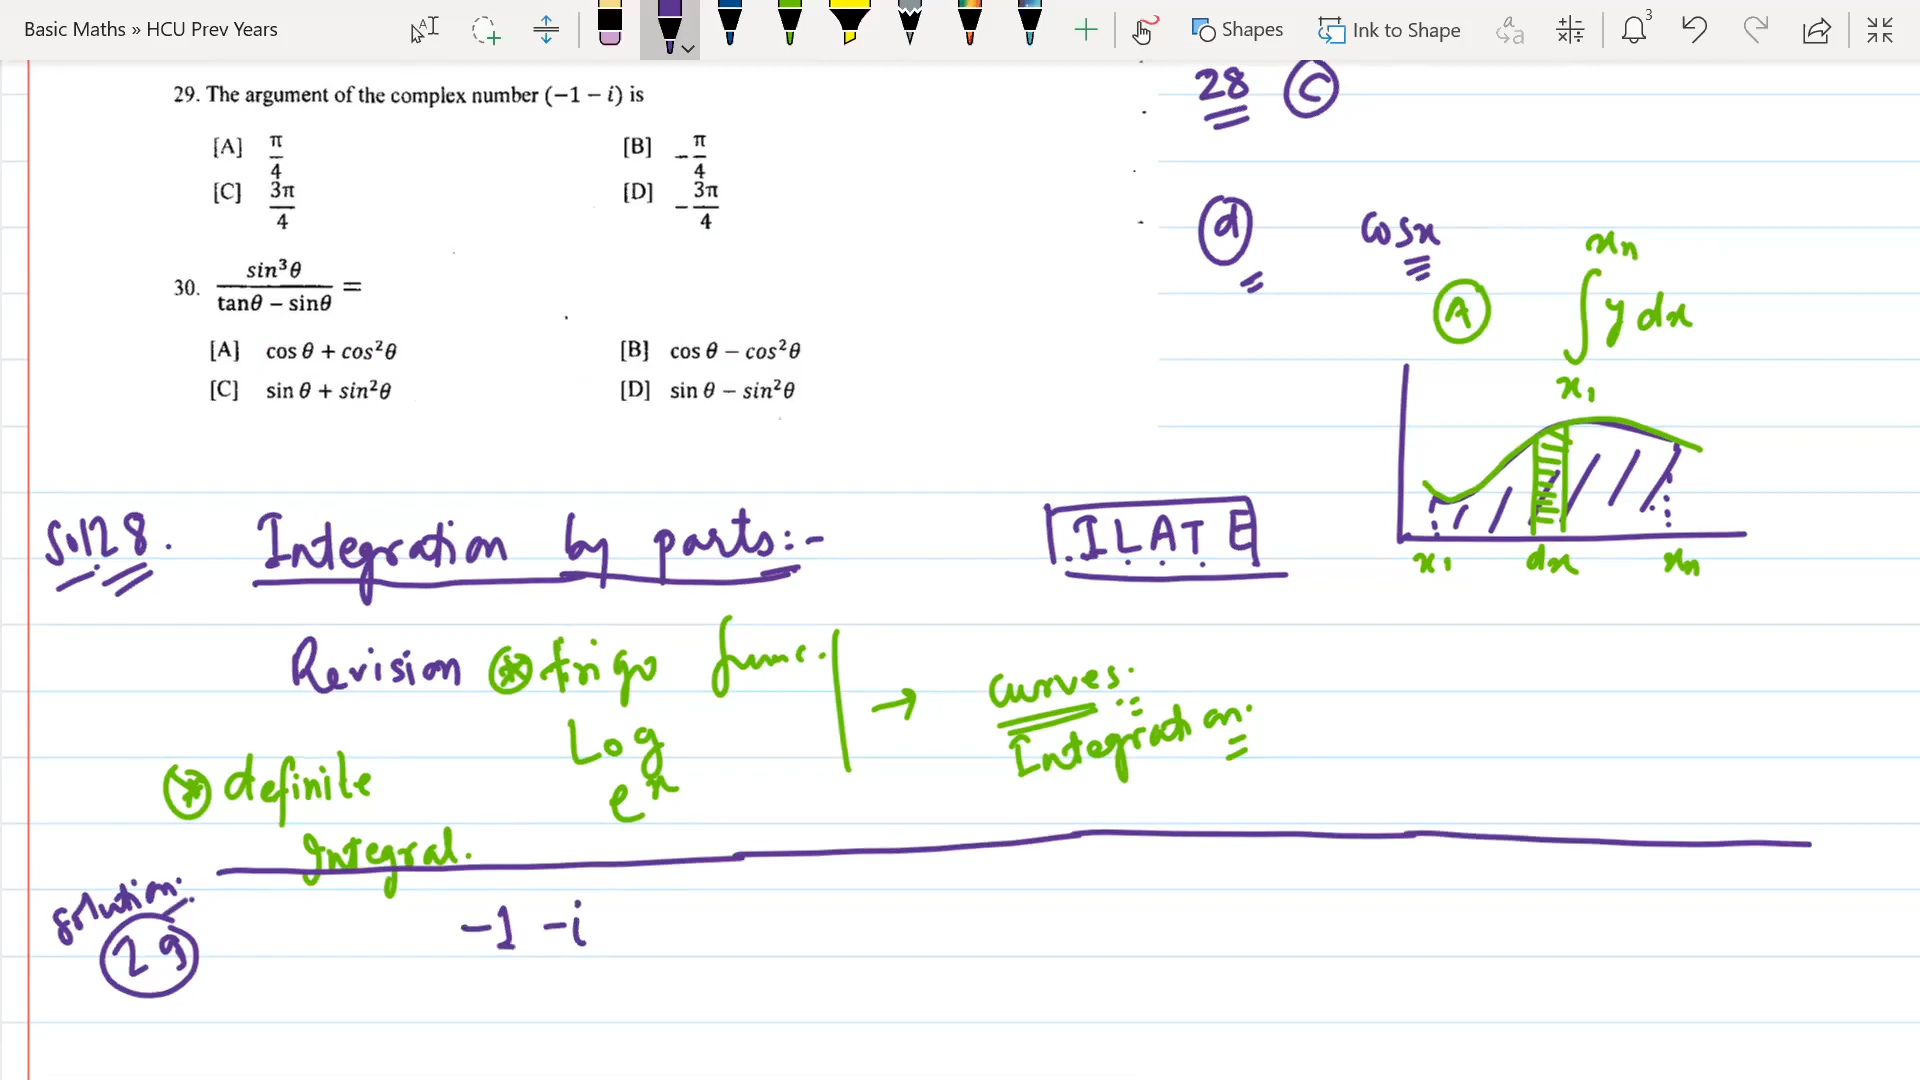 Basic Maths » HCU Prev Years
Shapes
Ink to Shape
3
29. The argument of the complex number (−1 − i) is
[A] π/4
[B] −π/4
[C] 3π/4
[D] −3π/4
30. sin³θ/(tanθ − sinθ) =
[A] cos θ + cos²θ
[B] cos θ − cos²θ
[C] sin θ + sin²θ
[D] sin θ − sin²θ
28 C
d cosx
A ∫ y dx
xn
x1
x1 dx xn
Sol 28. Integration by parts:-
ILATE
Revision * trigo func.
Log
e^x
→ curves.
Integration.
* definite
Integral.
solution:
29
-1 -i